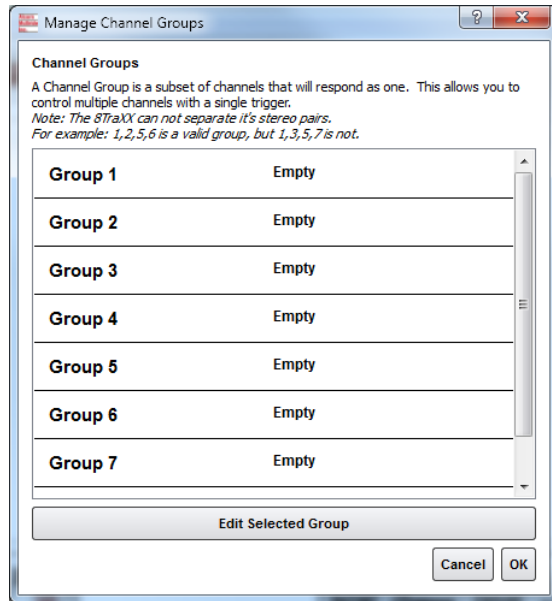 Manage Channel Groups
Channel Groups
A Channel Group is a subset of channels that will respond as one. This allows you to
control multiple channels with a single trigger.
Note: The 8TraXX can not separate it's stereo pairs.
For example: 1,2,5,6 is a valid group, but 1,3,5,7 is not.
Group 1 Empty
Group 2 Empty
Group 3 Empty
Group 4 Empty
Group 5 Empty
Group 6 Empty
Group 7 Empty
Edit Selected Group
Cancel OK